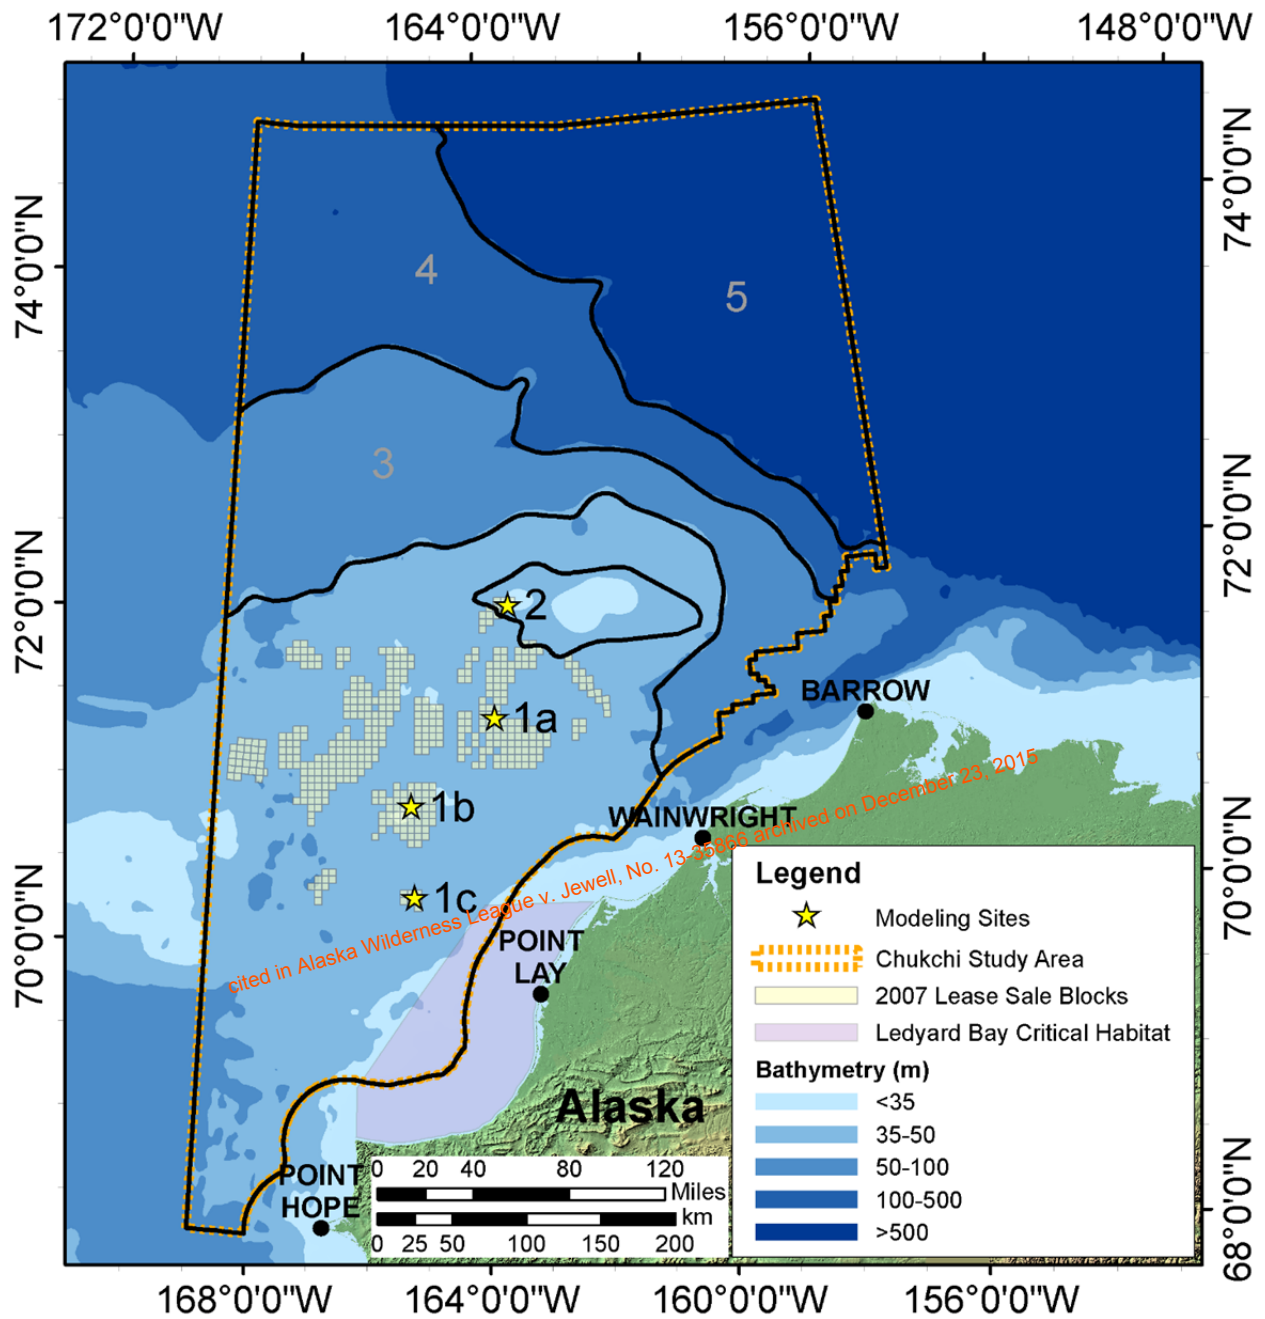 172°0'0"W 164°0'0"W 156°0'0"W 148°0'0"W
74°0'0"N
74°0'0"N
4
5
3
72°0'0"N
72°0'0"N
2
BARROW
1a
1b
WAINWRIGHT
cited in Alaska Wilderness League v. Jewell, No. 13-35866 archived on December 23, 2015
70°0'0"N
70°0'0"N
1c
POINT
LAY
Legend
Modeling Sites
Chukchi Study Area
2007 Lease Sale Blocks
Ledyard Bay Critical Habitat
Bathymetry (m)
<35
35-50
50-100
100-500
>500
Alaska
POINT
HOPE
0 20 40 80 120
Miles
km
0 25 50 100 150 200
68°0'0"N
168°0'0"W 164°0'0"W 160°0'0"W 156°0'0"W